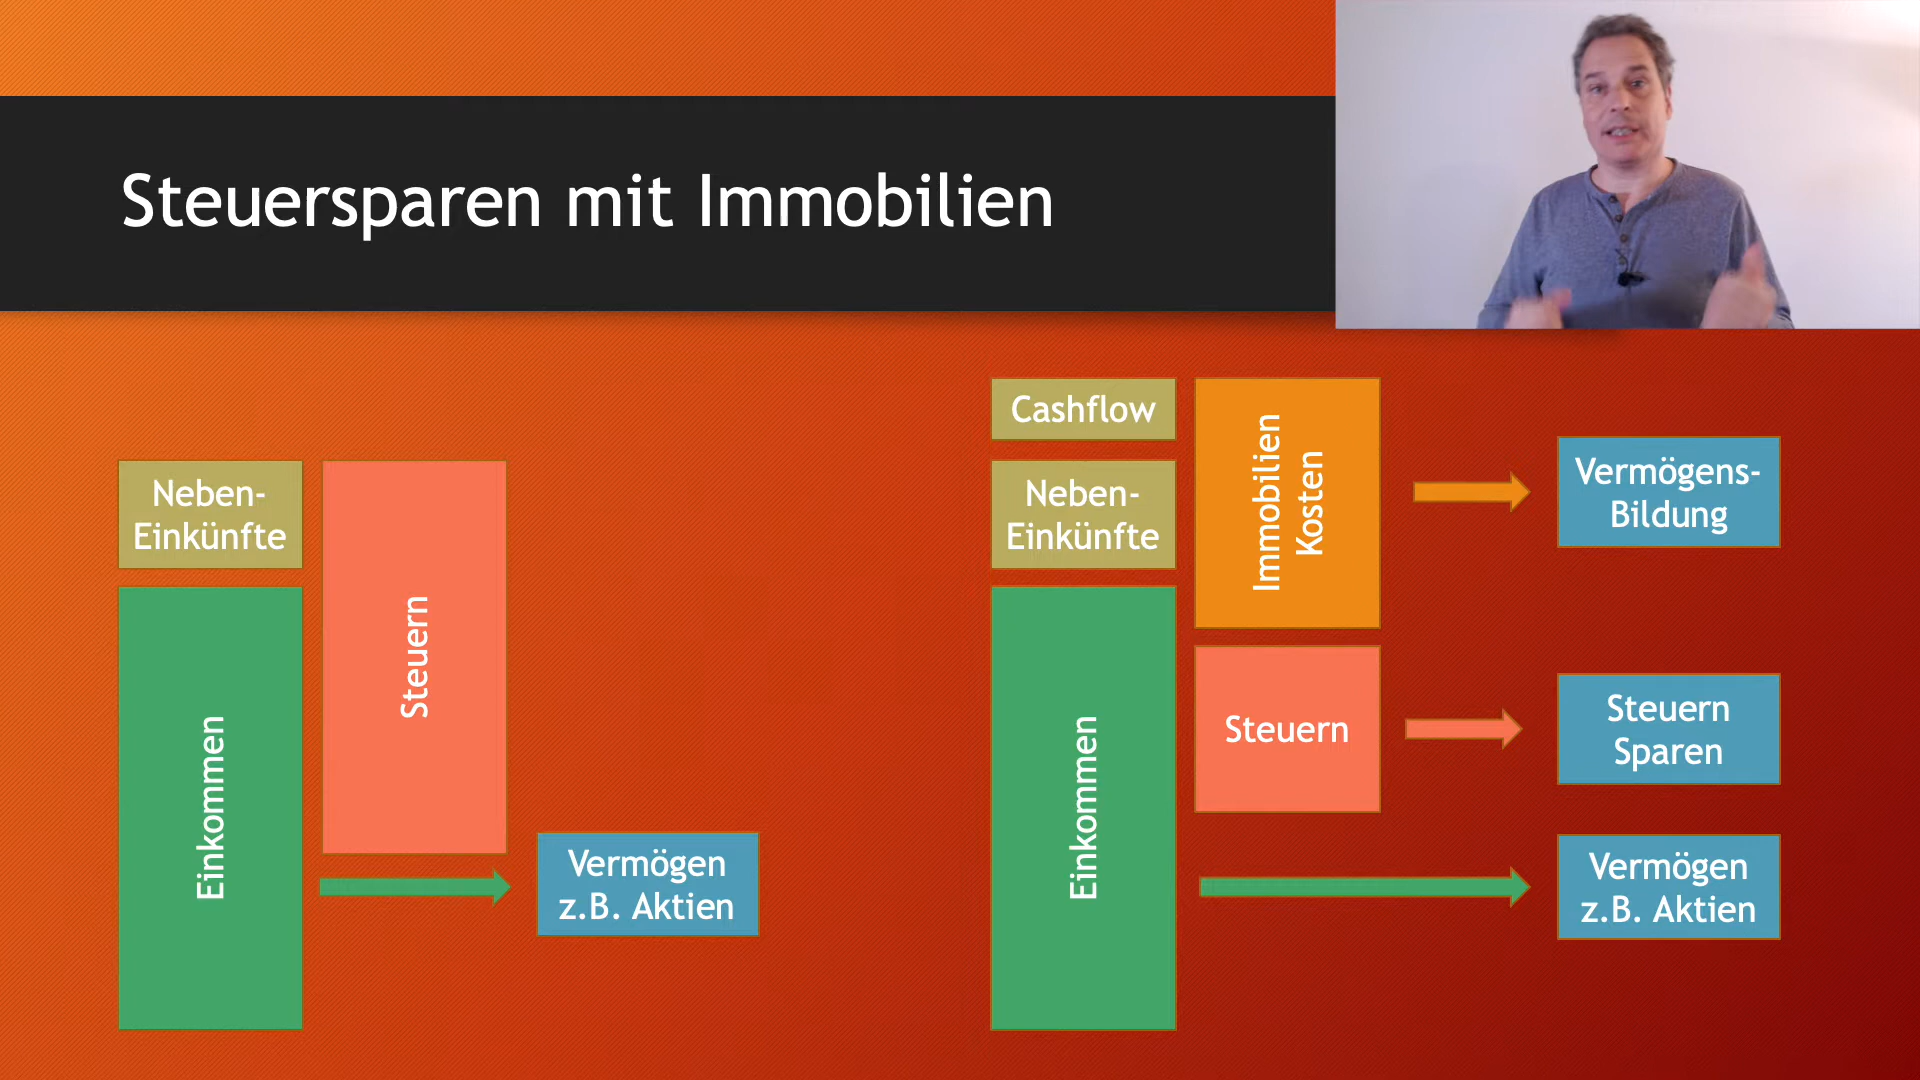 Steuersparen mit Immobilien
Neben-
Einkünfte
Einkommen
Steuern
Vermögen
z.B. Aktien
Cashflow
Neben-
Einkünfte
Einkommen
Immobilien
Kosten
Steuern
Vermögens-
Bildung
Steuern
Sparen
Vermögen
z.B. Aktien